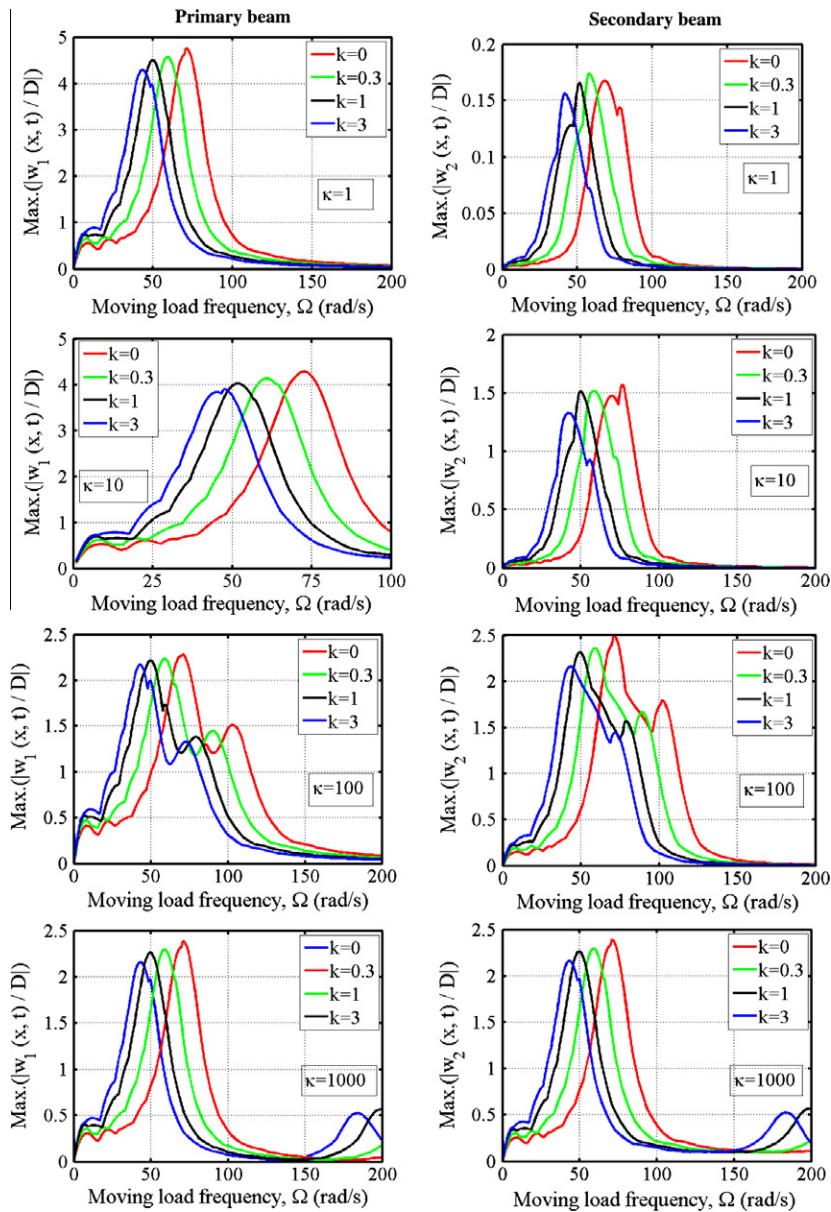 Primary beam
Secondary beam
Max.(|w₁ (x, t) / D|)
5
4
3
2
1
0
0 50 100 150 200
k=0
k=0.3
k=1
k=3
κ=1
Moving load frequency, Ω (rad/s)
Max.(|w₂ (x, t) / D|)
0.2
0.15
0.1
0.05
0
0 50 100 150 200
k=0
k=0.3
k=1
k=3
κ=1
Moving load frequency, Ω (rad/s)
Max.(|w₁ (x, t) / D|)
5
4
3
2
1
0
0 25 50 75 100
k=0
k=0.3
k=1
k=3
κ=10
Moving load frequency, Ω (rad/s)
Max.(|w₂ (x, t) / D|)
2
1.5
1
0.5
0
0 50 100 150 200
k=0
k=0.3
k=1
k=3
κ=10
Moving load frequency, Ω (rad/s)
Max.(|w₁ (x, t) / D|)
2.5
2
1.5
1
0.5
0
0 50 100 150 200
k=0
k=0.3
k=1
k=3
κ=100
Moving load frequency, Ω (rad/s)
Max.(|w₂ (x, t) / D|)
2.5
2
1.5
1
0.5
0
0 50 100 150 200
k=0
k=0.3
k=1
k=3
κ=100
Moving load frequency, Ω (rad/s)
Max.(|w₁ (x, t) / D|)
2.5
2
1.5
1
0.5
0
0 50 100 150 200
k=0
k=0.3
k=1
k=3
κ=1000
Moving load frequency, Ω (rad/s)
Max.(|w₂ (x, t) / D|)
2.5
2
1.5
1
0.5
0
0 50 100 150 200
k=0
k=0.3
k=1
k=3
κ=1000
Moving load frequency, Ω (rad/s)